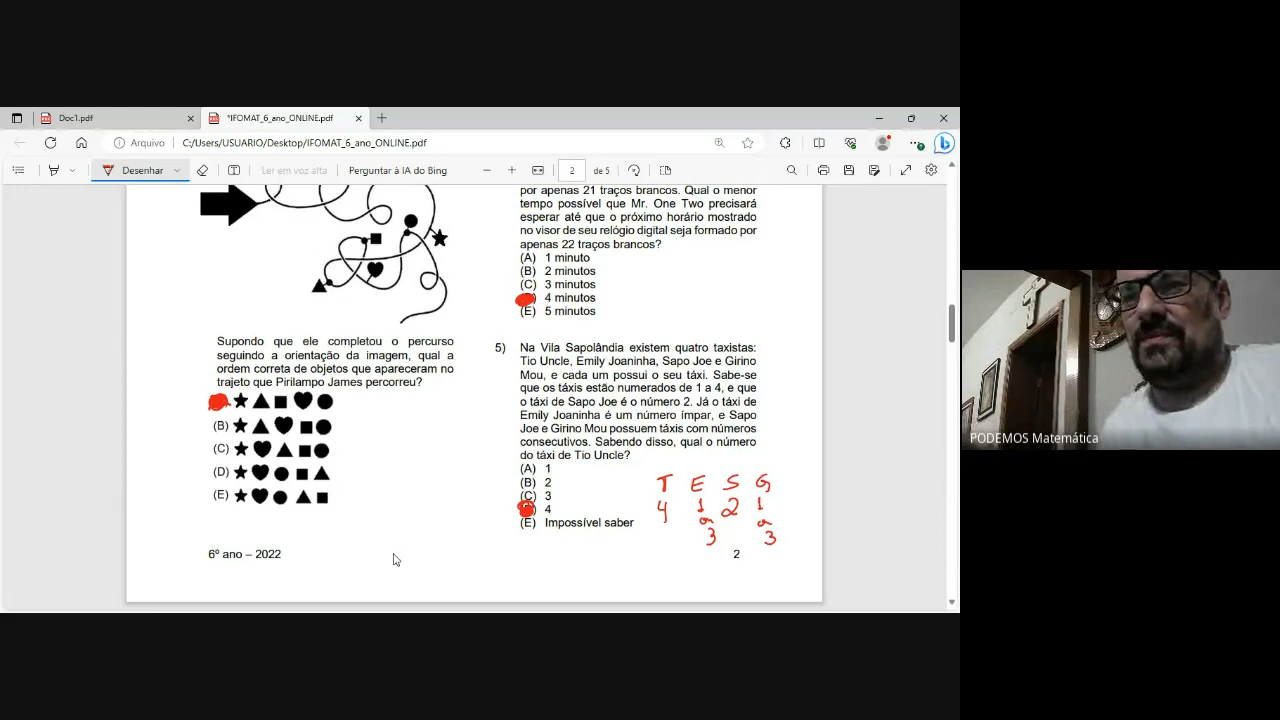 Doc1.pdf
*IFOMAT_6_ano_ONLINE.pdf
Arquivo
C:/Users/USUARIO/Desktop/IFOMAT_6_ano_ONLINE.pdf
Desenhar
Ler em voz alta
Perguntar à IA do Bing
2
de 5
Supondo que ele completou o percurso
seguindo a orientação da imagem, qual a
ordem correta de objetos que apareceram no
trajeto que Pirilampo James percorreu?
(B)
(C)
(D)
(E)
6º ano – 2022
por apenas 21 traços brancos. Qual o menor
tempo possível que Mr. One Two precisará
esperar até que o próximo horário mostrado
no visor de seu relógio digital seja formado por
apenas 22 traços brancos?
(A) 1 minuto
(B) 2 minutos
(C) 3 minutos
4 minutos
(E) 5 minutos
5) Na Vila Sapolândia existem quatro taxistas:
Tio Uncle, Emily Joaninha, Sapo Joe e Girino
Mou, e cada um possui o seu táxi. Sabe-se
que os táxis estão numerados de 1 a 4, e que
o táxi de Sapo Joe é o número 2. Já o táxi de
Emily Joaninha é um número ímpar, e Sapo
Joe e Girino Mou possuem táxis com números
consecutivos. Sabendo disso, qual o número
do táxi de Tio Uncle?
(A) 1
(B) 2
(C) 3
4
(E) Impossível saber
T E S G
4 1 2 1
3 3
2
PODEMOS Matemática